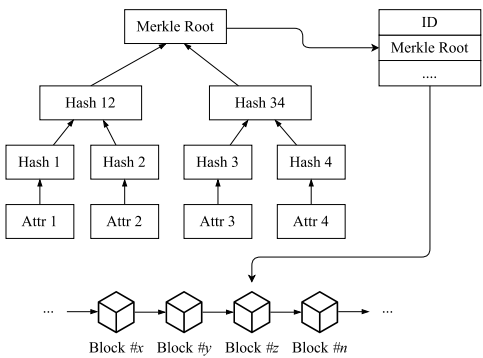 Merkle Root
ID
Merkle Root
....
Hash 12
Hash 34
Hash 1
Hash 2
Hash 3
Hash 4
Attr 1
Attr 2
Attr 3
Attr 4
... ...
Block #x Block #y Block #z Block #n